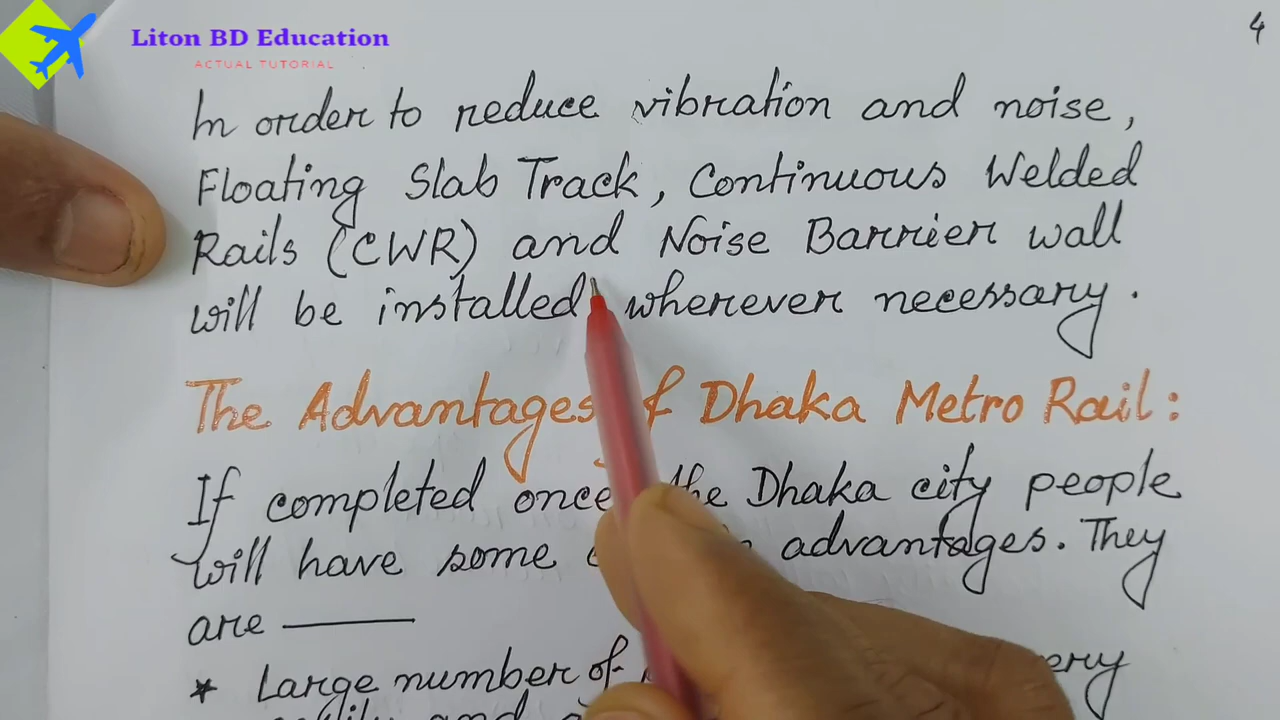 Liton BD Education
ACTUAL TUTORIAL
4
In order to reduce vibration and noise,
Floating Slab Track, Continuous Welded
Rails (CWR) and Noise Barrier wall
will be installed wherever necessary.
The Advantages of Dhaka Metro Rail:
If completed once the Dhaka city people
will have some advantages. They
are ———
* Large number of
and